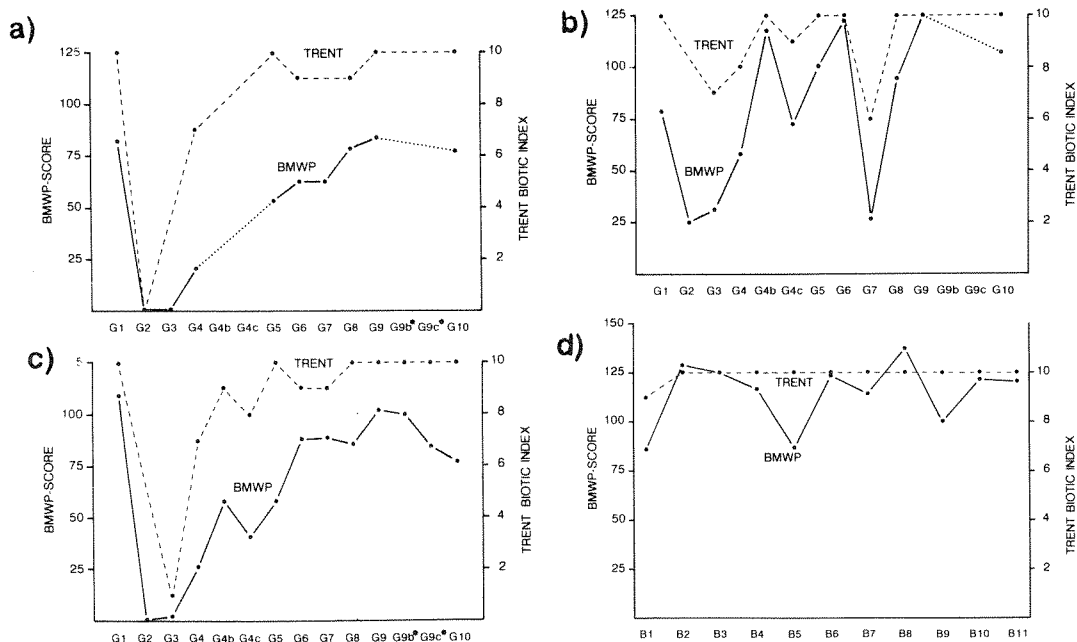 a)
BMWP-SCORE
125
100
75
50
25
TRENT
BMWP
10
8
6
4
2
TRENT BIOTIC INDEX
G1 G2 G3 G4 G4b G4c G5 G6 G7 G8 G9 G9b* G9c* G10
b)
BMWP-SCORE
125
100
75
50
25
TRENT
BMWP
10
8
6
4
2
TRENT BIOTIC INDEX
G1 G2 G3 G4 G4b G4c G5 G6 G7 G8 G9 G9b G9c G10
c)
BMWP-SCORE
5
100
75
50
25
TRENT
BMWP
10
8
6
4
2
TRENT BIOTIC INDEX
G1 G2 G3 G4 G4b G4c G5 G6 G7 G8 G9 G9b* G9c* G10
d)
BMWP-SCORE
150
125
100
75
50
25
TRENT
BMWP
10
8
6
4
2
TRENT BIOTIC INDEX
B1 B2 B3 B4 B5 B6 B7 B8 B9 B10 B11